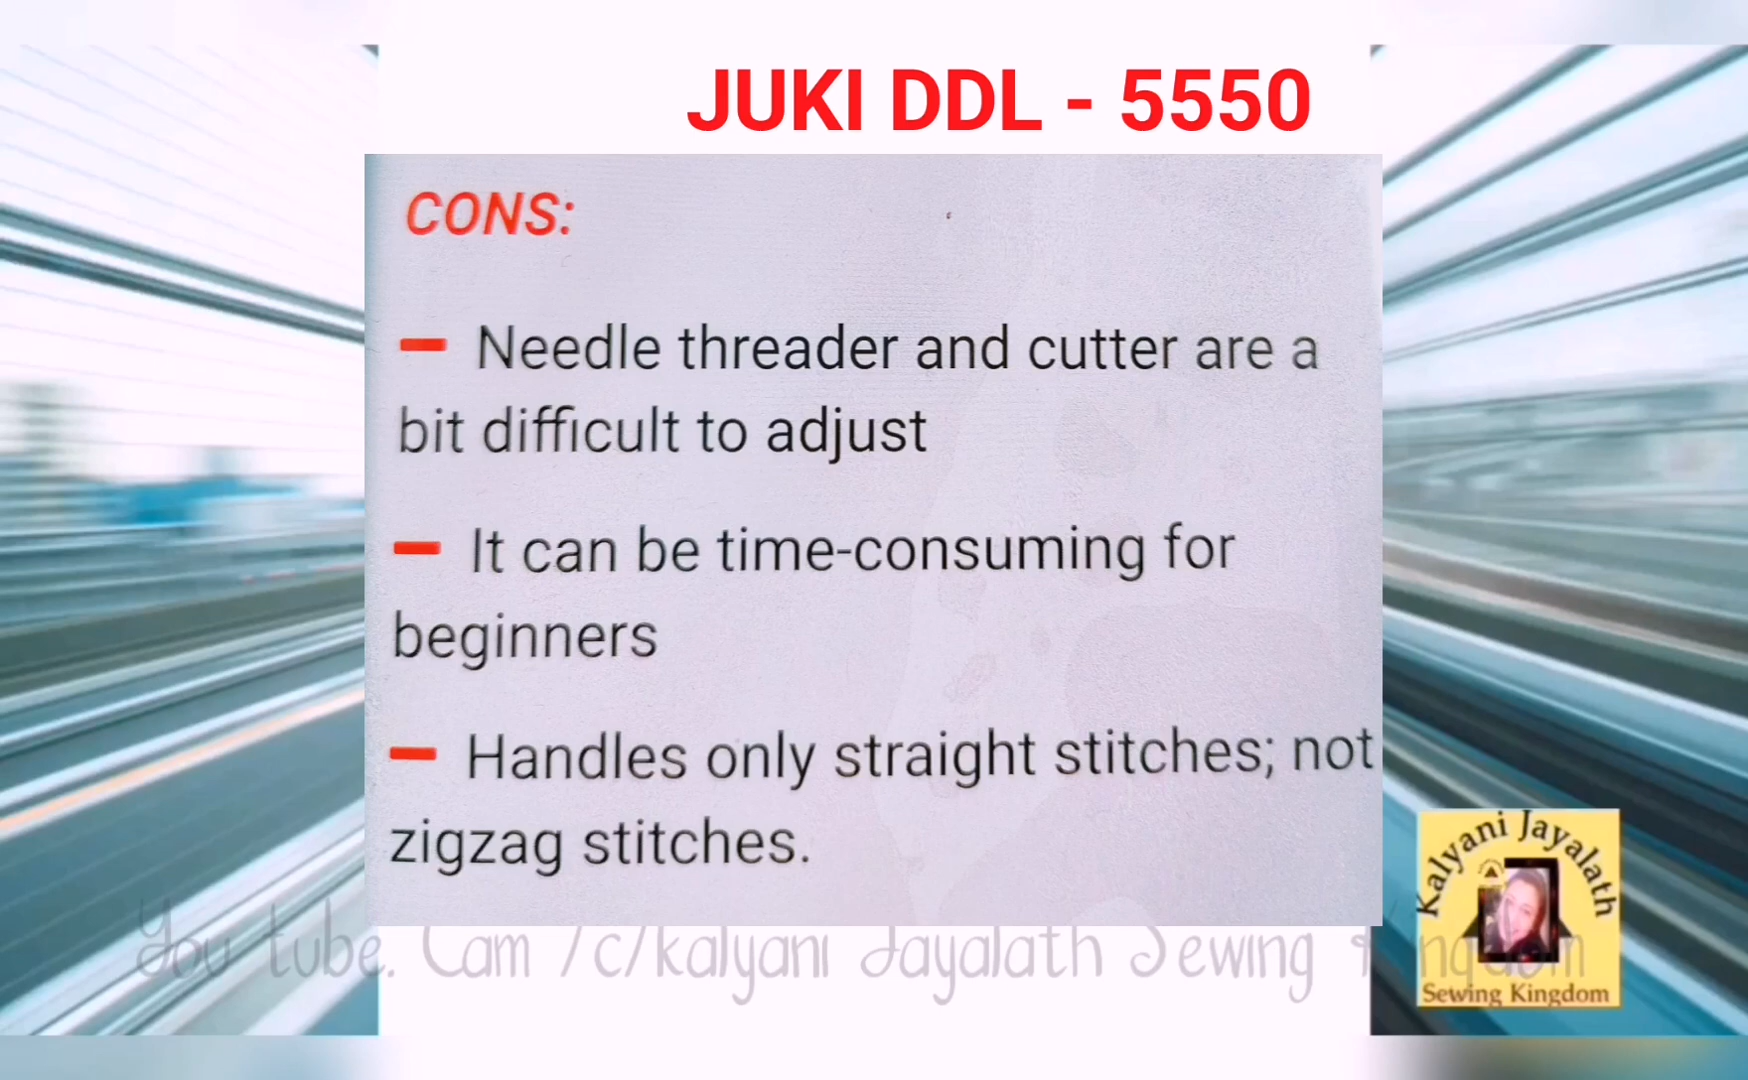 JUKI DDL - 5550
CONS:
− Needle threader and cutter are a
bit difficult to adjust
− It can be time-consuming for
beginners
− Handles only straight stitches; not
zigzag stitches.
You tube. Cam /c/kalyani Jayalath Sewing Kingdom
Kalyani Jayalath
Sewing Kingdom